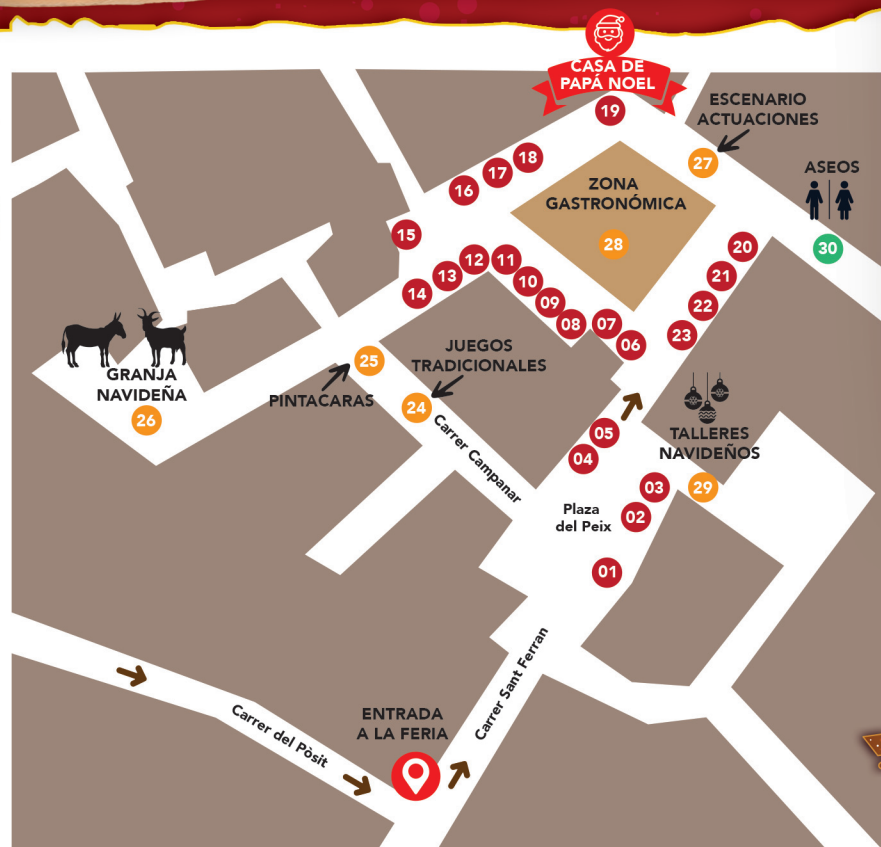 CASA DE
PAPÁ NOEL
19
ESCENARIO
ACTUACIONES
27
ASEOS
30
18
17
16
15
ZONA
GASTRONÓMICA
28
20
21
22
23
12
11
13
10
14
09
08
07
06
JUEGOS
TRADICIONALES
25
PINTACARAS
24
Carrer Campanar
GRANJA
NAVIDEÑA
26
05
04
TALLERES
NAVIDEÑOS
29
03
02
Plaza
del Peix
01
Carrer Sant Ferran
ENTRADA
A LA FERIA
Carrer del Pòsit